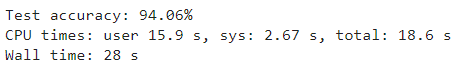 Test accuracy: 94.06%
CPU times: user 15.9 s, sys: 2.67 s, total: 18.6 s
Wall time: 28 s